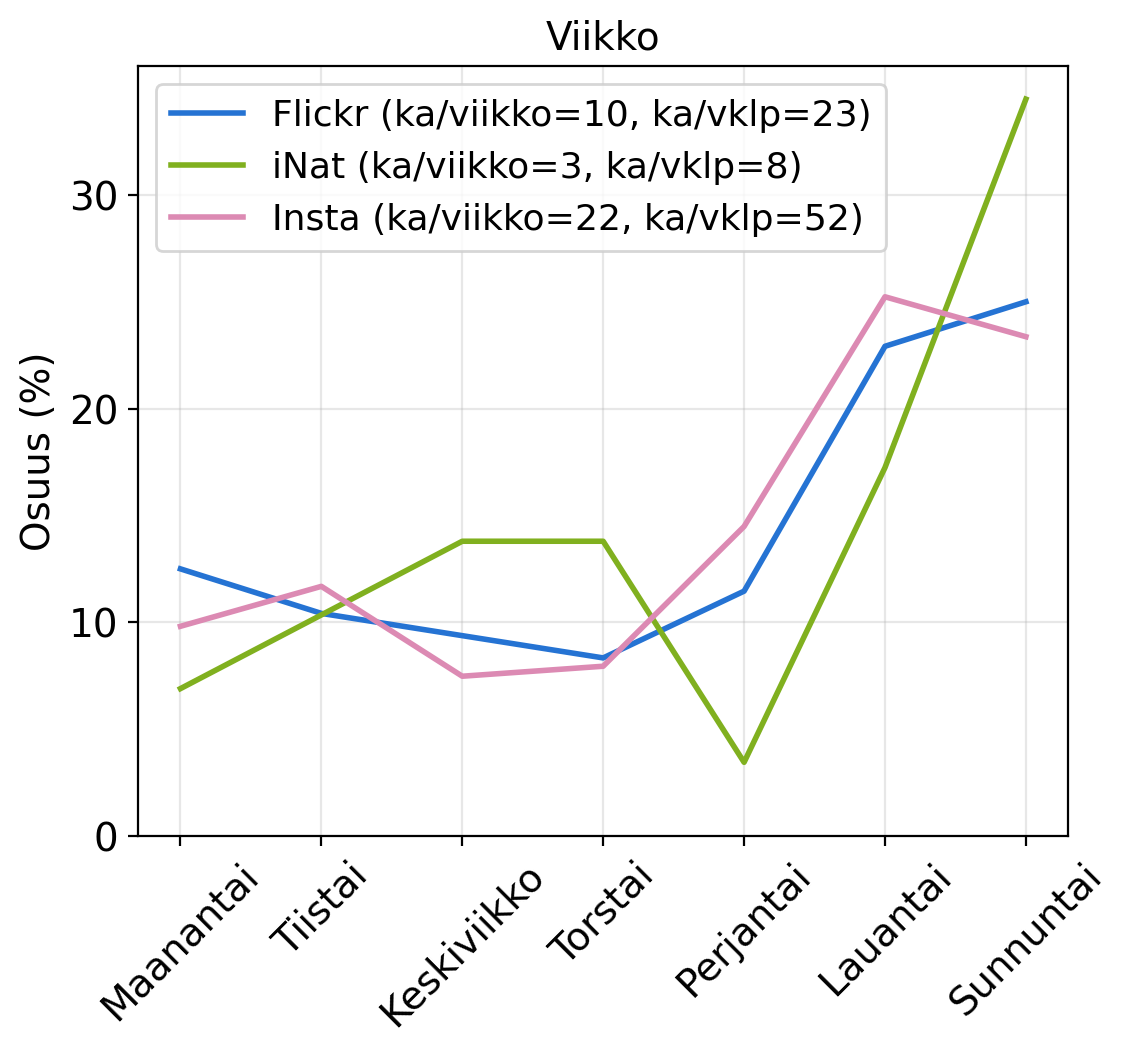 Viikko
Flickr (ka/viikko=10, ka/vklp=23)
iNat (ka/viikko=3, ka/vklp=8)
Insta (ka/viikko=22, ka/vklp=52)
Osuus (%)
30
20
10
0
Maanantai
Tiistai
Keskiviikko
Torstai
Perjantai
Lauantai
Sunnuntai